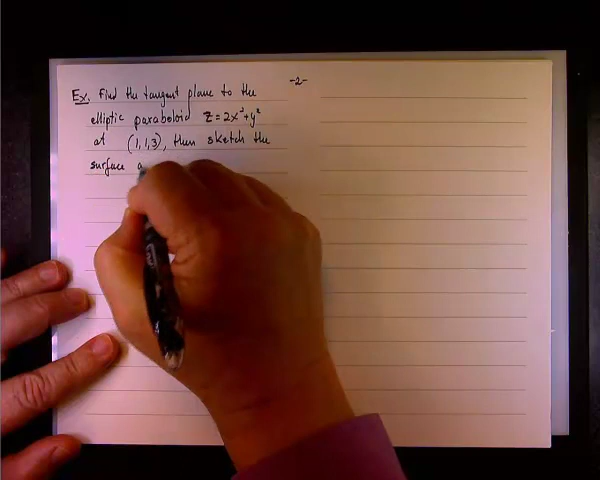 -2-
Ex. Find the tangent plane to the
elliptic paraboloid z = 2x²+y²
at (1,1,3), then sketch the
surface a